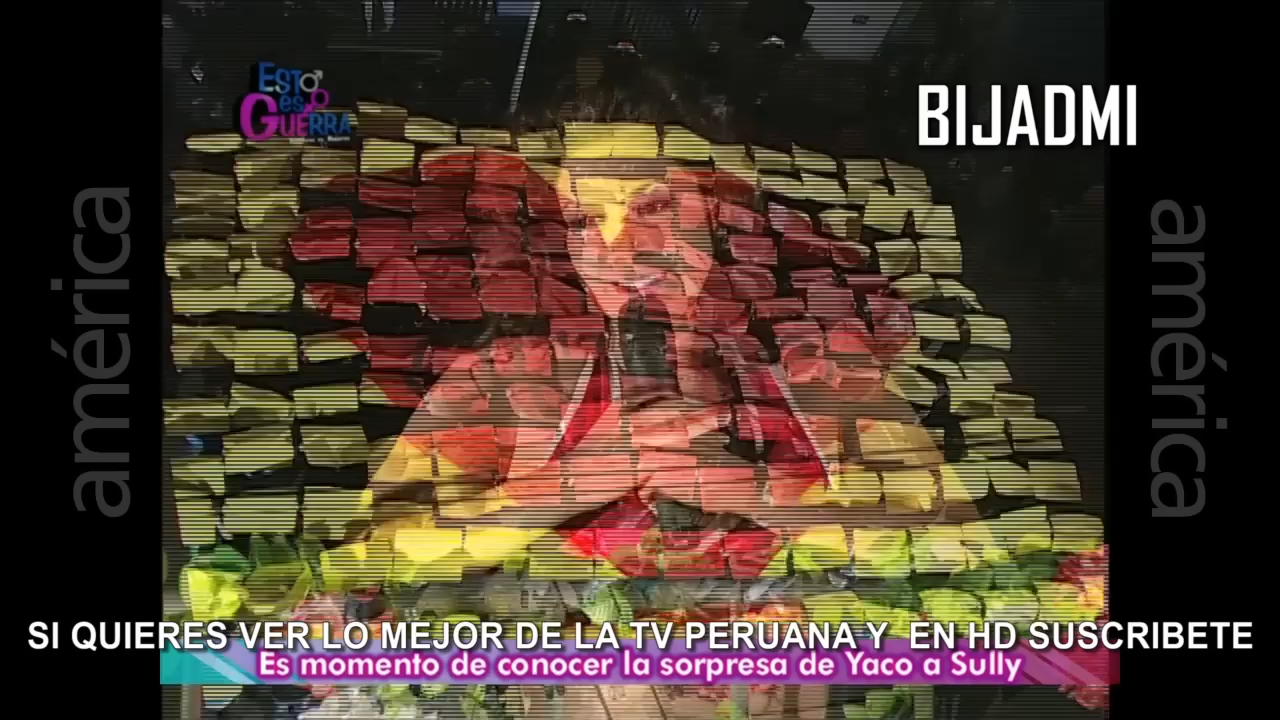 ESTO
es
GUERRA
BIJADMI
américa
américa
SI QUIERES VER LO MEJOR DE LA TV PERUANA Y EN HD SUSCRIBETE
Es momento de conocer la sorpresa de Yaco a Sully